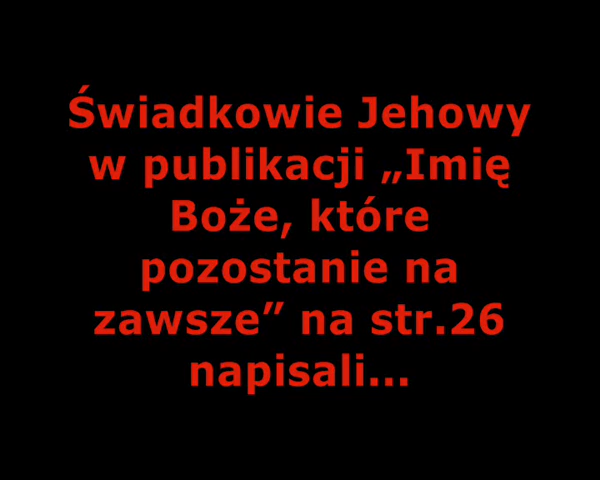 Świadkowie Jehowy
w publikacji „Imię
Boże, które
pozostanie na
zawsze” na str.26
napisali...